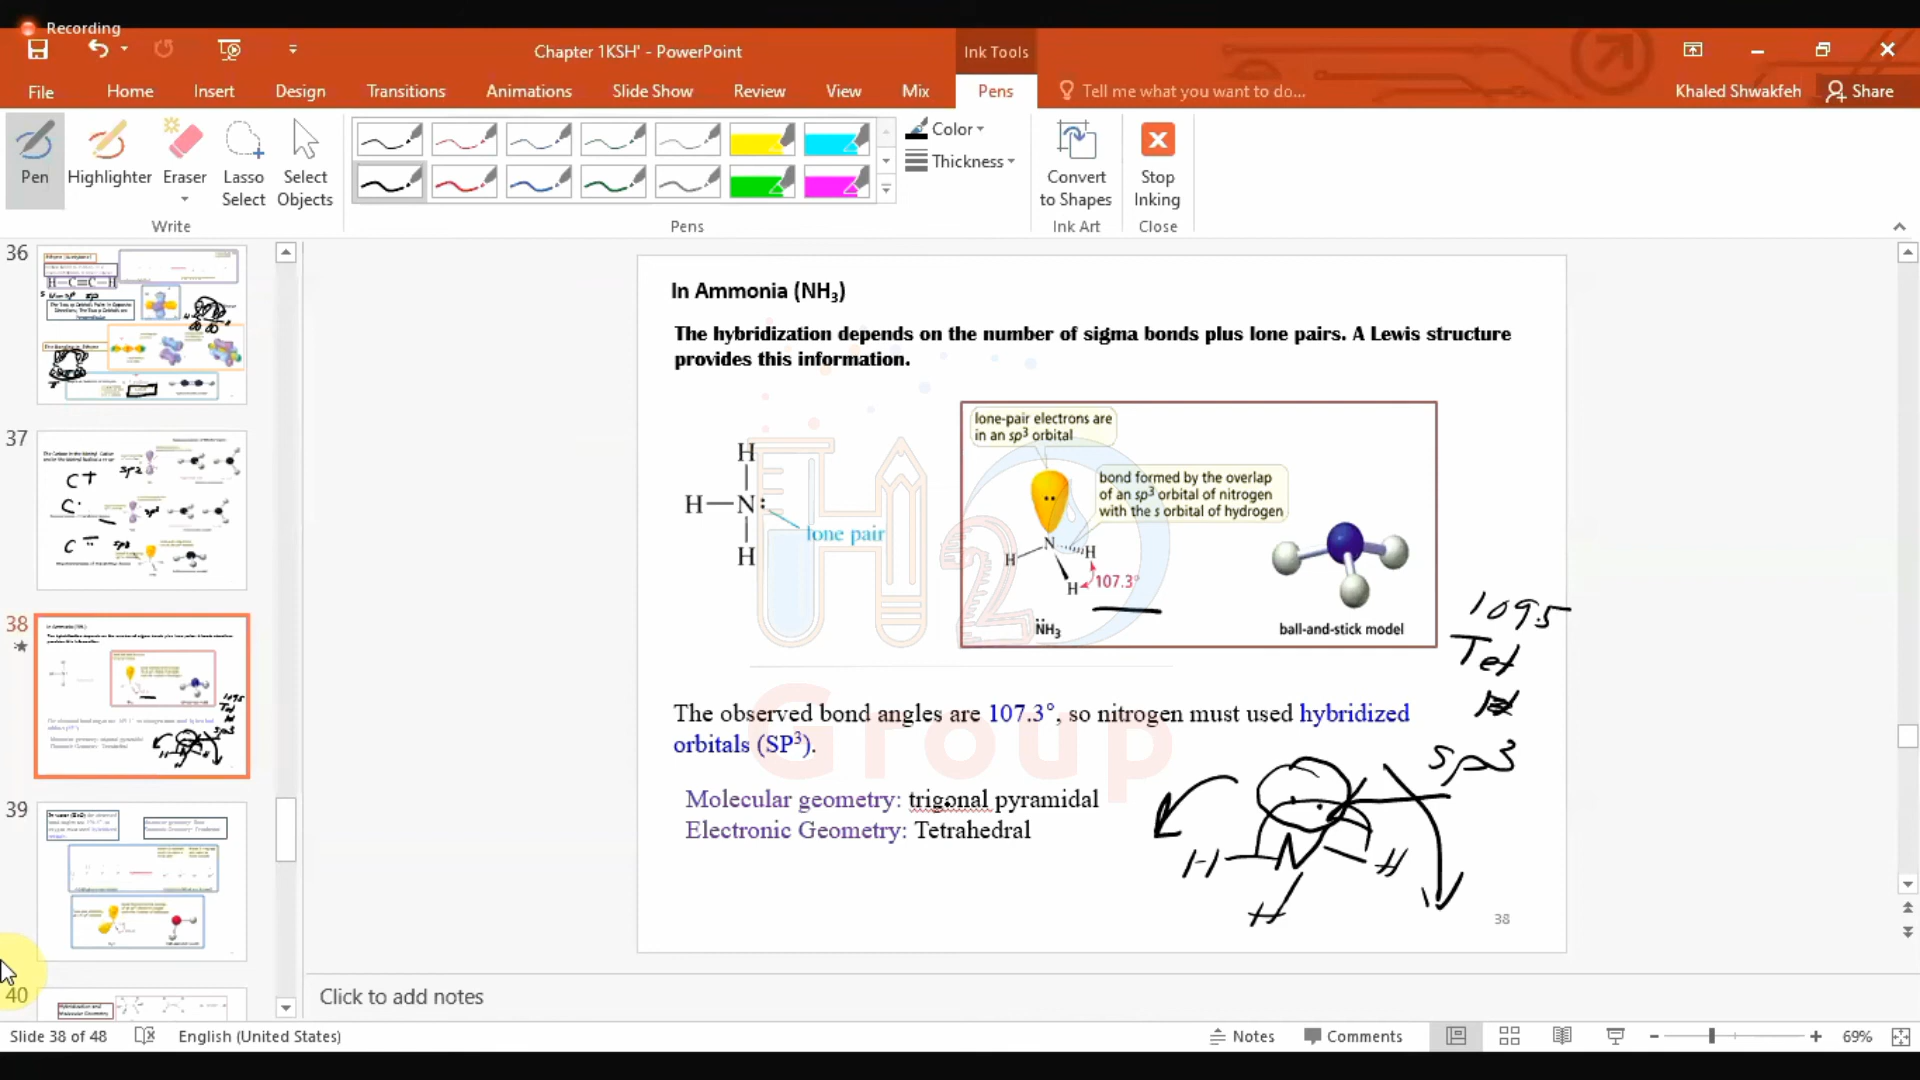 Recording
Chapter 1KSH' - PowerPoint
Ink Tools
File
Home
Insert
Design
Transitions
Animations
Slide Show
Review
View
Mix
Pens
Tell me what you want to do...
Khaled Shwakfeh
Share
Pen
Highlighter
Eraser
Lasso
Select
Select
Objects
Color
Thickness
Convert
to Shapes
Stop
Inking
Write
Pens
Ink Art
Close
36
37
38
39
40
C+
sp2
C·
C
In Ammonia (NH3)
The hybridization depends on the number of sigma bonds plus lone pairs. A Lewis structure
provides this information.
H
H—N:
H
lone pair
lone-pair electrons are
in an sp3 orbital
bond formed by the overlap
of an sp3 orbital of nitrogen
with the s orbital of hydrogen
N
H
H
H
107.3°
N̈H3
ball-and-stick model
109.5
Tet
H2
Group
The observed bond angles are 107.3°, so nitrogen must used hybridized
orbitals (SP3).
sp3
Molecular geometry: trigonal pyramidal
Electronic Geometry: Tetrahedral
H
N
H
H
38
Click to add notes
Slide 38 of 48
English (United States)
Notes
Comments
69%